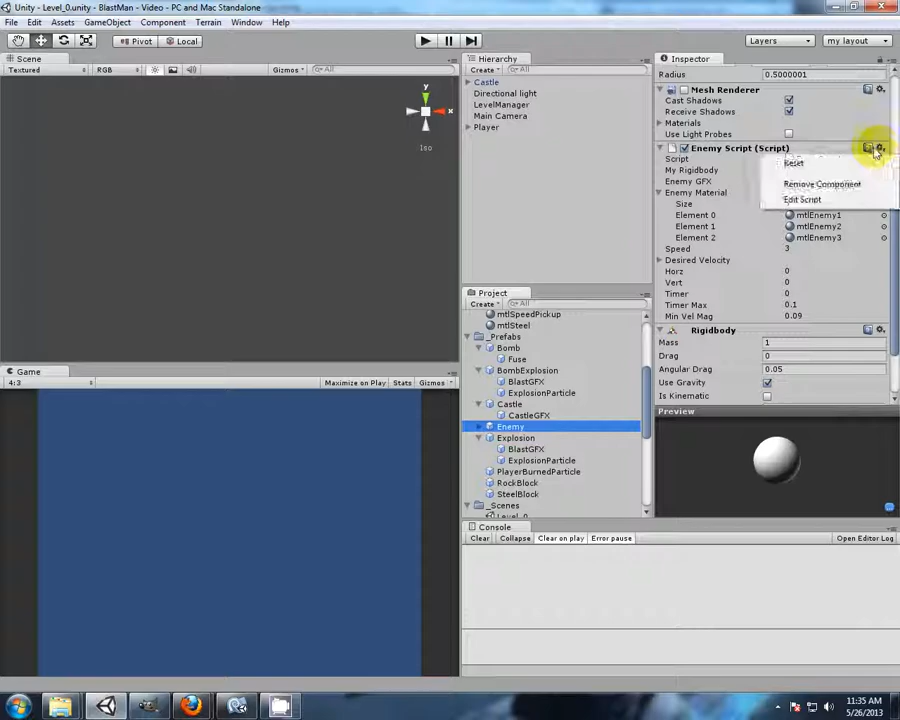 Unity - Level_0.unity - BlastMan - Video - PC and Mac Standalone
File Edit Assets GameObject Component Terrain Window Help
Pivot Local Layers my layout
Scene
Textured RGB Gizmos All
y
x
Iso
Game
4:3 Maximize on Play Stats Gizmos
Hierarchy
Create All
Castle
Directional light
LevelManager
Main Camera
Player
Project
Create All
mtlSpeedPickup
mtlSteel
_Prefabs
Bomb
Fuse
BombExplosion
BlastGFX
ExplosionParticle
Castle
CastleGFX
Enemy
Explosion
BlastGFX
ExplosionParticle
PlayerBurnedParticle
RockBlock
SteelBlock
_Scenes
Level_0
Console
Clear Collapse Clear on play Error pause Open Editor Log
Inspector
Radius 0.5000001
Mesh Renderer
Cast Shadows
Receive Shadows
Materials
Use Light Probes
Enemy Script (Script)
Script
My Rigidbody
Enemy GFX
Enemy Material
Size
Element 0 mtlEnemy1
Element 1 mtlEnemy2
Element 2 mtlEnemy3
Speed 3
Desired Velocity
Horz 0
Vert 0
Timer 0
Timer Max 0.1
Min Vel Mag 0.09
Reset
Remove Component
Edit Script
Rigidbody
Mass 1
Drag 0
Angular Drag 0.05
Use Gravity
Is Kinematic
Preview
11:35 AM
5/26/2013